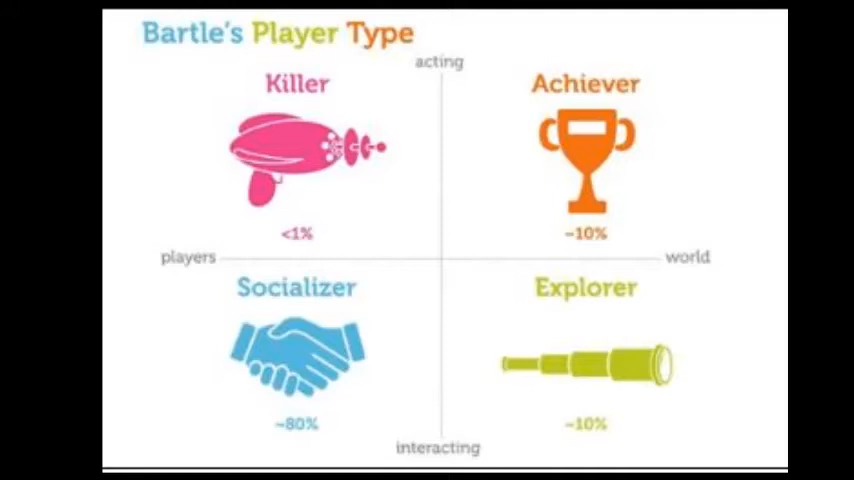 Bartle's Player Type
acting
Killer
Achiever
<1%
~10%
players
world
Socializer
Explorer
~80%
~10%
interacting